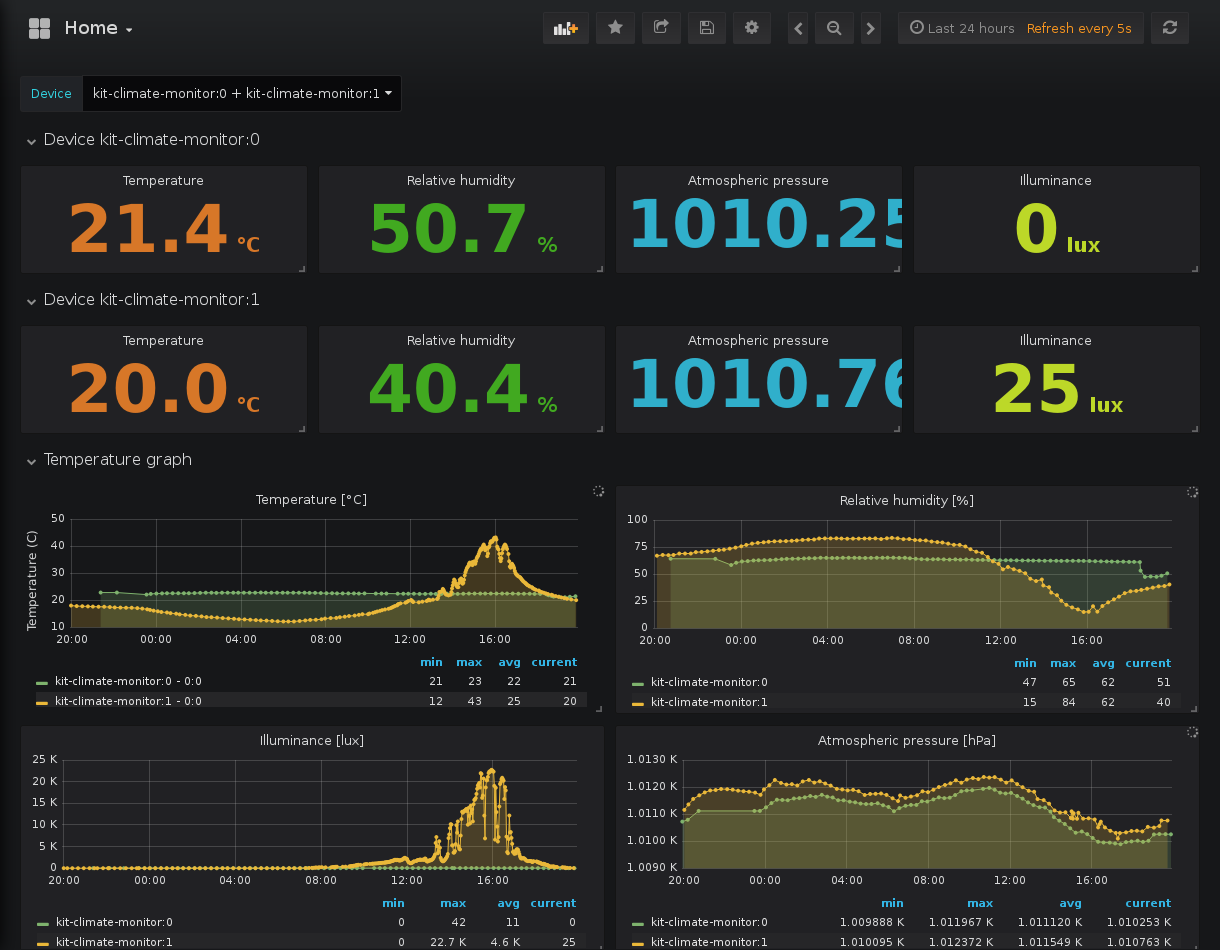 Home
Last 24 hours Refresh every 5s
Device kit-climate-monitor:0 + kit-climate-monitor:1
Device kit-climate-monitor:0
Temperature Relative humidity Atmospheric pressure Illuminance
21.4 °C 50.7 % 1010.25 0 lux
Device kit-climate-monitor:1
Temperature Relative humidity Atmospheric pressure Illuminance
20.0 °C 40.4 % 1010.76 25 lux
Temperature graph
Temperature [°C]
Temperature (C)
50
40
30
20
10
20:00 00:00 04:00 08:00 12:00 16:00
min max avg current
kit-climate-monitor:0 - 0:0 21 23 22 21
kit-climate-monitor:1 - 0:0 12 43 25 20
Relative humidity [%]
100
75
50
25
0
20:00 00:00 04:00 08:00 12:00 16:00
min max avg current
kit-climate-monitor:0 47 65 62 51
kit-climate-monitor:1 15 84 62 40
Illuminance [lux]
25 K
20 K
15 K
10 K
5 K
0
20:00 00:00 04:00 08:00 12:00 16:00
min max avg current
kit-climate-monitor:0 0 42 11 0
kit-climate-monitor:1 0 22.7 K 4.6 K 25
Atmospheric pressure [hPa]
1.0130 K
1.0120 K
1.0110 K
1.0100 K
1.0090 K
20:00 00:00 04:00 08:00 12:00 16:00
min max avg current
kit-climate-monitor:0 1.009888 K 1.011967 K 1.011120 K 1.010253 K
kit-climate-monitor:1 1.010095 K 1.012372 K 1.011549 K 1.010763 K